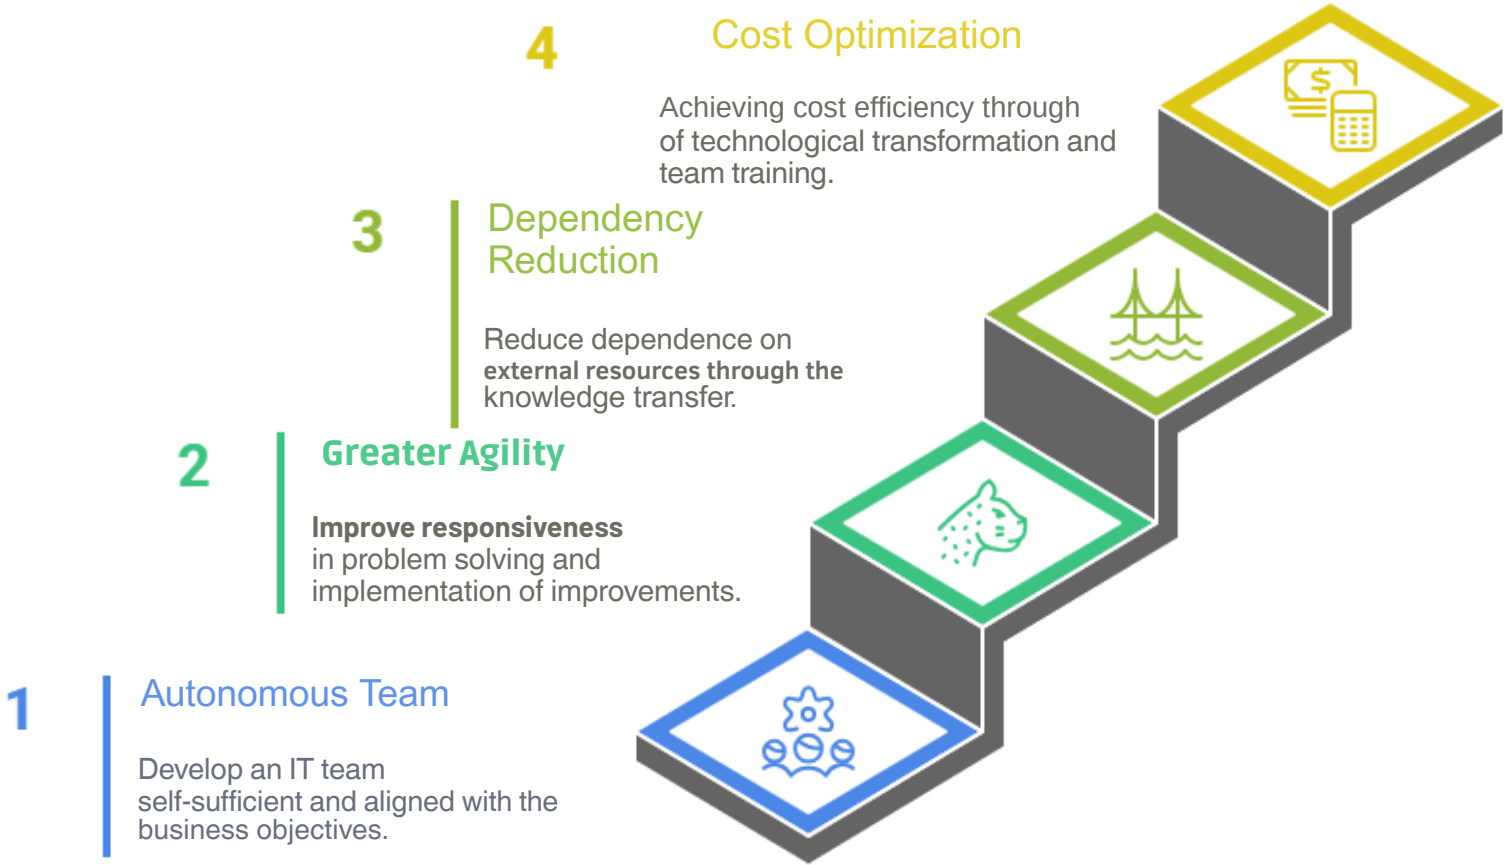 4
Cost Optimization
Achieving cost efficiency through
of technological transformation and
team training.
3
Dependency
Reduction
Reduce dependence on
external resources through the
knowledge transfer.
2
Greater Agility
Improve responsiveness
in problem solving and
implementation of improvements.
1
Autonomous Team
Develop an IT team
self-sufficient and aligned with the
business objectives.
$